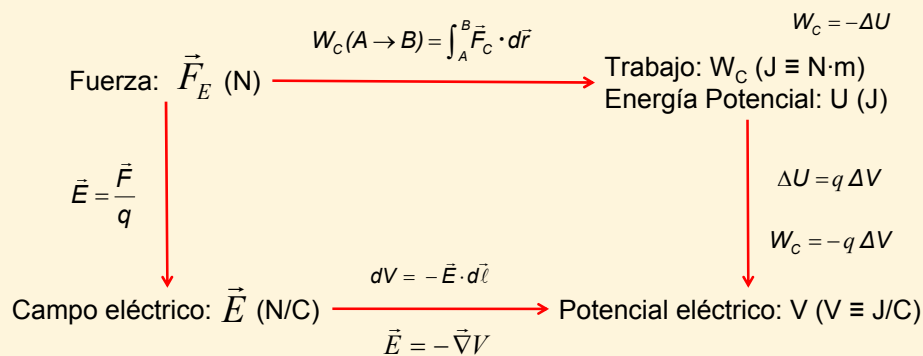 W_C = −ΔU
W_C(A → B) = ∫_A^B F⃗_C · dr⃗
Fuerza: F⃗_E (N)
Trabajo: W_C (J ≡ N·m)
Energía Potencial: U (J)
E⃗ = F⃗/q
ΔU = q ΔV
W_C = −q ΔV
dV = −E⃗ · dℓ⃗
Campo eléctrico: E⃗ (N/C)
Potencial eléctrico: V (V ≡ J/C)
E⃗ = −∇⃗V